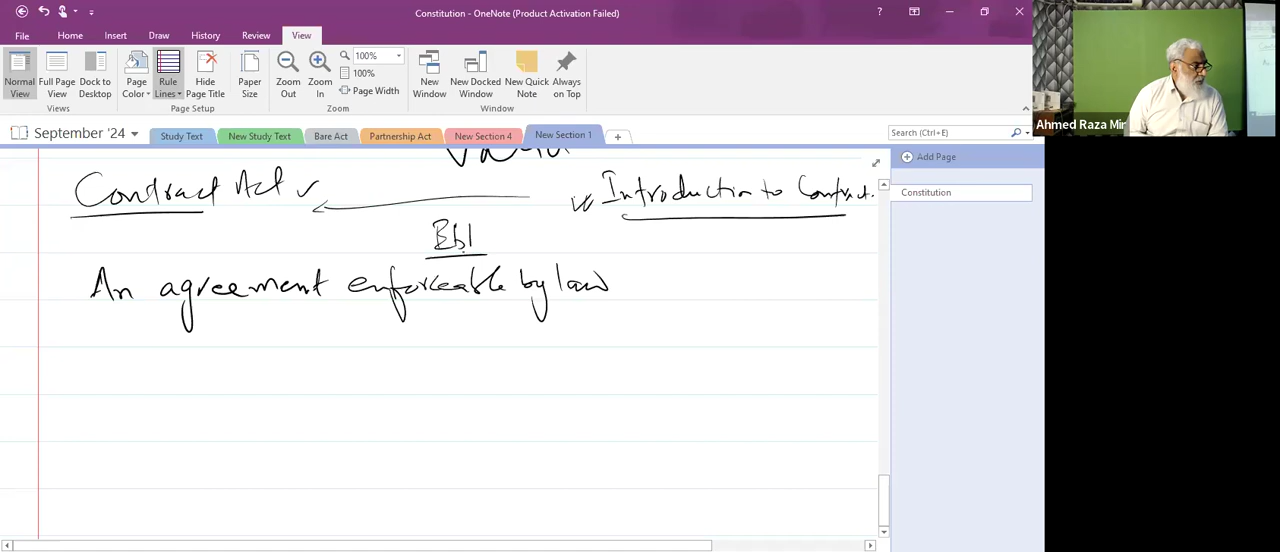 Constitution - OneNote (Product Activation Failed)
File Home Insert Draw History Review View
Normal View Full Page View Dock to Desktop Page Color Rule Lines Hide Page Title Paper Size Zoom Out Zoom In 100% 100% Page Width New Window New Docked Window New Quick Note Always on Top
Views Page Setup Zoom Window
September '24 Study Text New Study Text Bare Act Partnership Act New Section 4 New Section 1 Search (Ctrl+E)
Ahmed Raza Mir
Add Page
Constitution
Contract Act
Introduction to Contract.
Ebl
An agreement enforceable by law